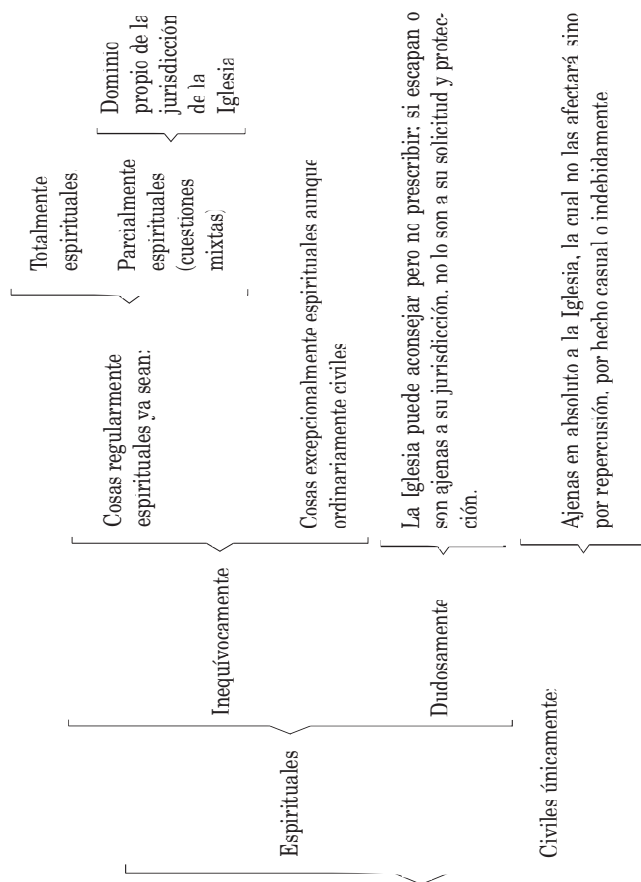 Espirituales
Inequívocamente
Cosas regularmente
espirituales ya sean:
Totalmente
espirituales
Parcialmente
espirituales
(cuestiones
mixtas)
Dominio
propio de la
jurisdicción
de la
Iglesia
Cosas excepcionalmente espirituales aunque
ordinariamente civiles
Dudosamente
La Iglesia puede aconsejar pero no prescribir; si escapan o
son ajenas a su jurisdicción, no lo son a su solicitud y protec-
ción.
Civiles únicamente:
Ajenas en absoluto a la Iglesia, la cual no las afectará sino
por repercusión, por hecho casual o indebidamente